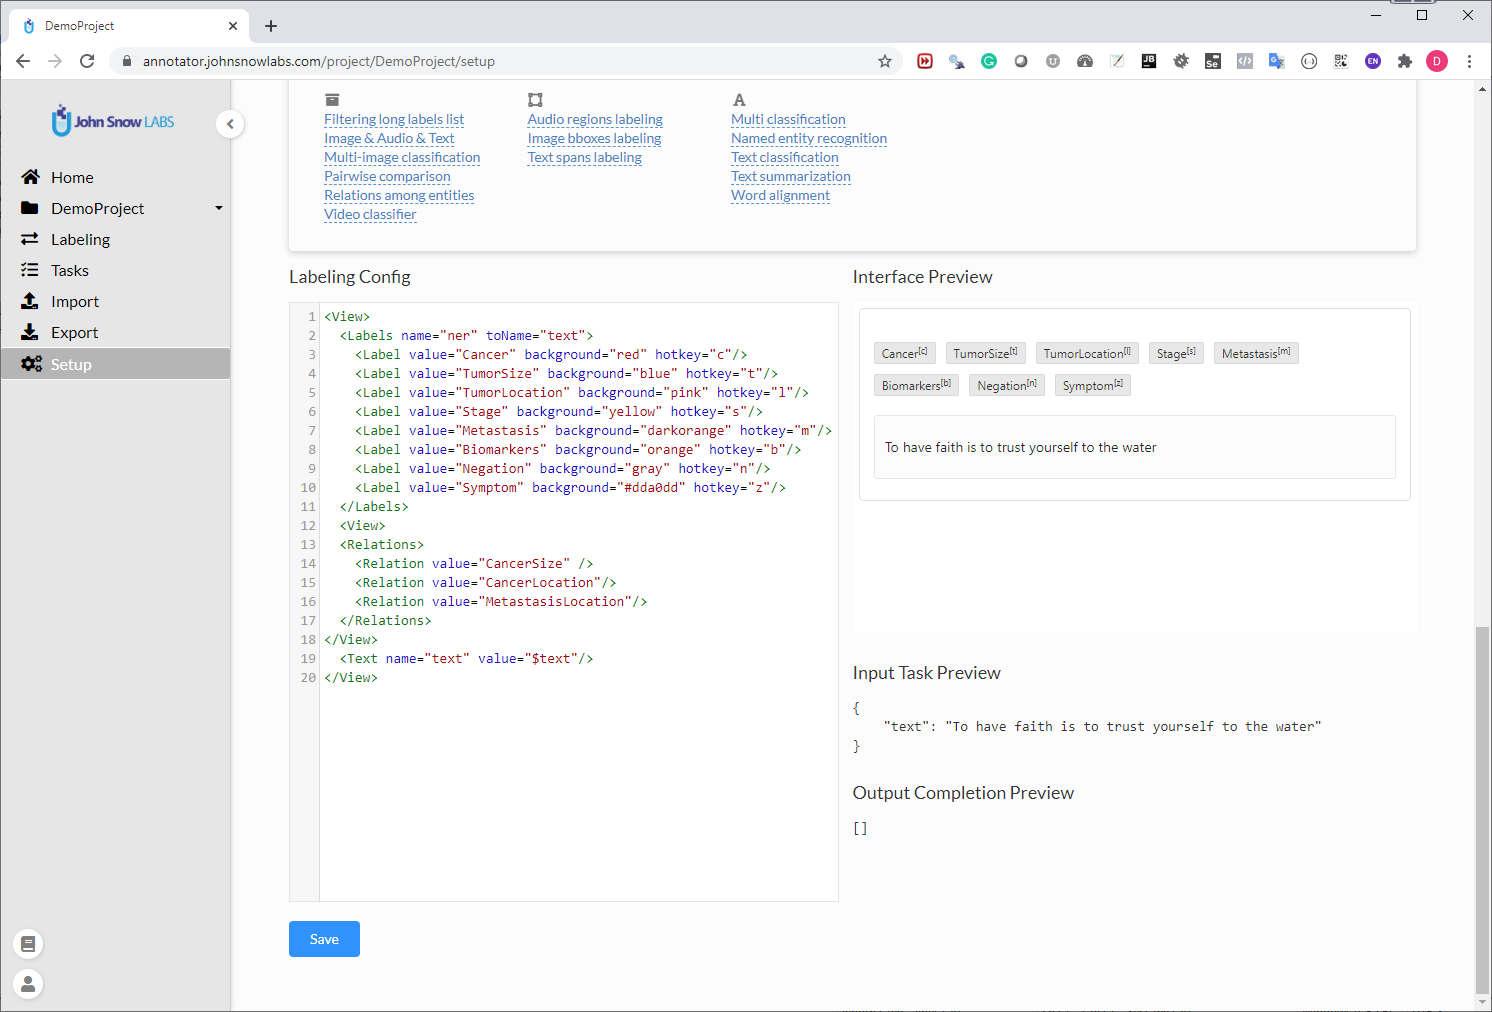 DemoProject
annotator.johnsnowlabs.com/project/DemoProject/setup
JB
Se
EN
D
John Snow LABS
Home
DemoProject
Labeling
Tasks
Import
Export
Setup
Filtering long labels list
Image & Audio & Text
Multi-image classification
Pairwise comparison
Relations among entities
Video classifier
Audio regions labeling
Image bboxes labeling
Text spans labeling
A
Multi classification
Named entity recognition
Text classification
Text summarization
Word alignment
Labeling Config
1 <View>
2 <Labels name="ner" toName="text">
3 <Label value="Cancer" background="red" hotkey="c"/>
4 <Label value="TumorSize" background="blue" hotkey="t"/>
5 <Label value="TumorLocation" background="pink" hotkey="l"/>
6 <Label value="Stage" background="yellow" hotkey="s"/>
7 <Label value="Metastasis" background="darkorange" hotkey="m"/>
8 <Label value="Biomarkers" background="orange" hotkey="b"/>
9 <Label value="Negation" background="gray" hotkey="n"/>
10 <Label value="Symptom" background="#dda0dd" hotkey="z"/>
11 </Labels>
12 <View>
13 <Relations>
14 <Relation value="CancerSize" />
15 <Relation value="CancerLocation"/>
16 <Relation value="MetastasisLocation"/>
17 </Relations>
18 </View>
19 <Text name="text" value="$text"/>
20 </View>
Save
Interface Preview
Cancer[c] TumorSize[t] TumorLocation[l] Stage[s] Metastasis[m]
Biomarkers[b] Negation[n] Symptom[z]
To have faith is to trust yourself to the water
Input Task Preview
{
"text": "To have faith is to trust yourself to the water"
}
Output Completion Preview
[]